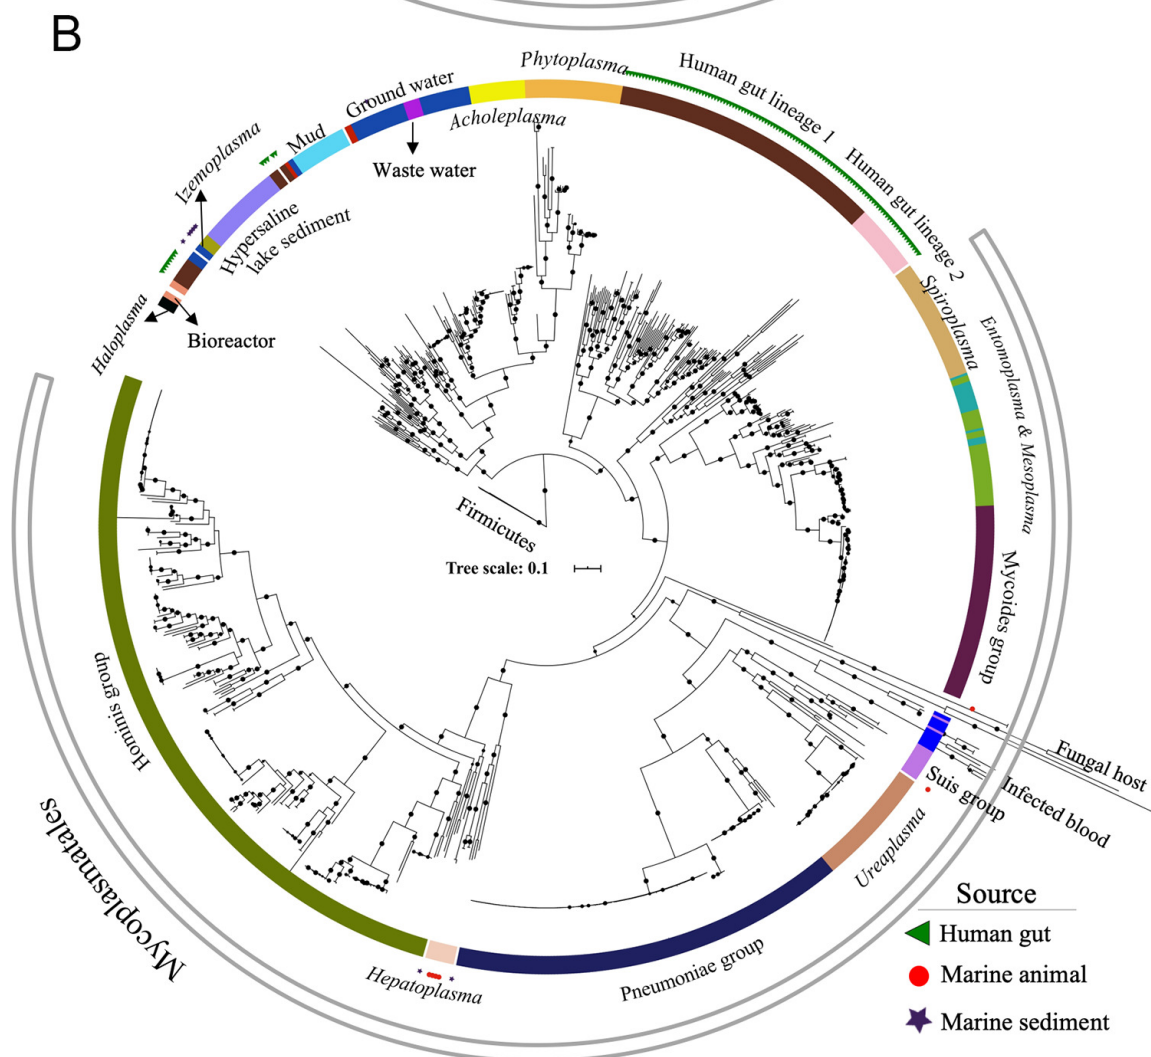 B
Phytoplasma
Human gut lineage 1
Ground water
Acholeplasma
Human gut lineage 2
Mud
Izemoplasma
Waste water
Hypersaline
lake sediment
Spiroplasma
Haloplasma
Bioreactor
Entomoplasma & Mesoplasma
Firmicutes
Tree scale: 0.1
Mycoides group
Hominis group
Fungal host
Suis group
Infected blood
Ureaplasma
Mycoplasmatales
Pneumoniae group
Hepatoplasma
Source
Human gut
Marine animal
Marine sediment